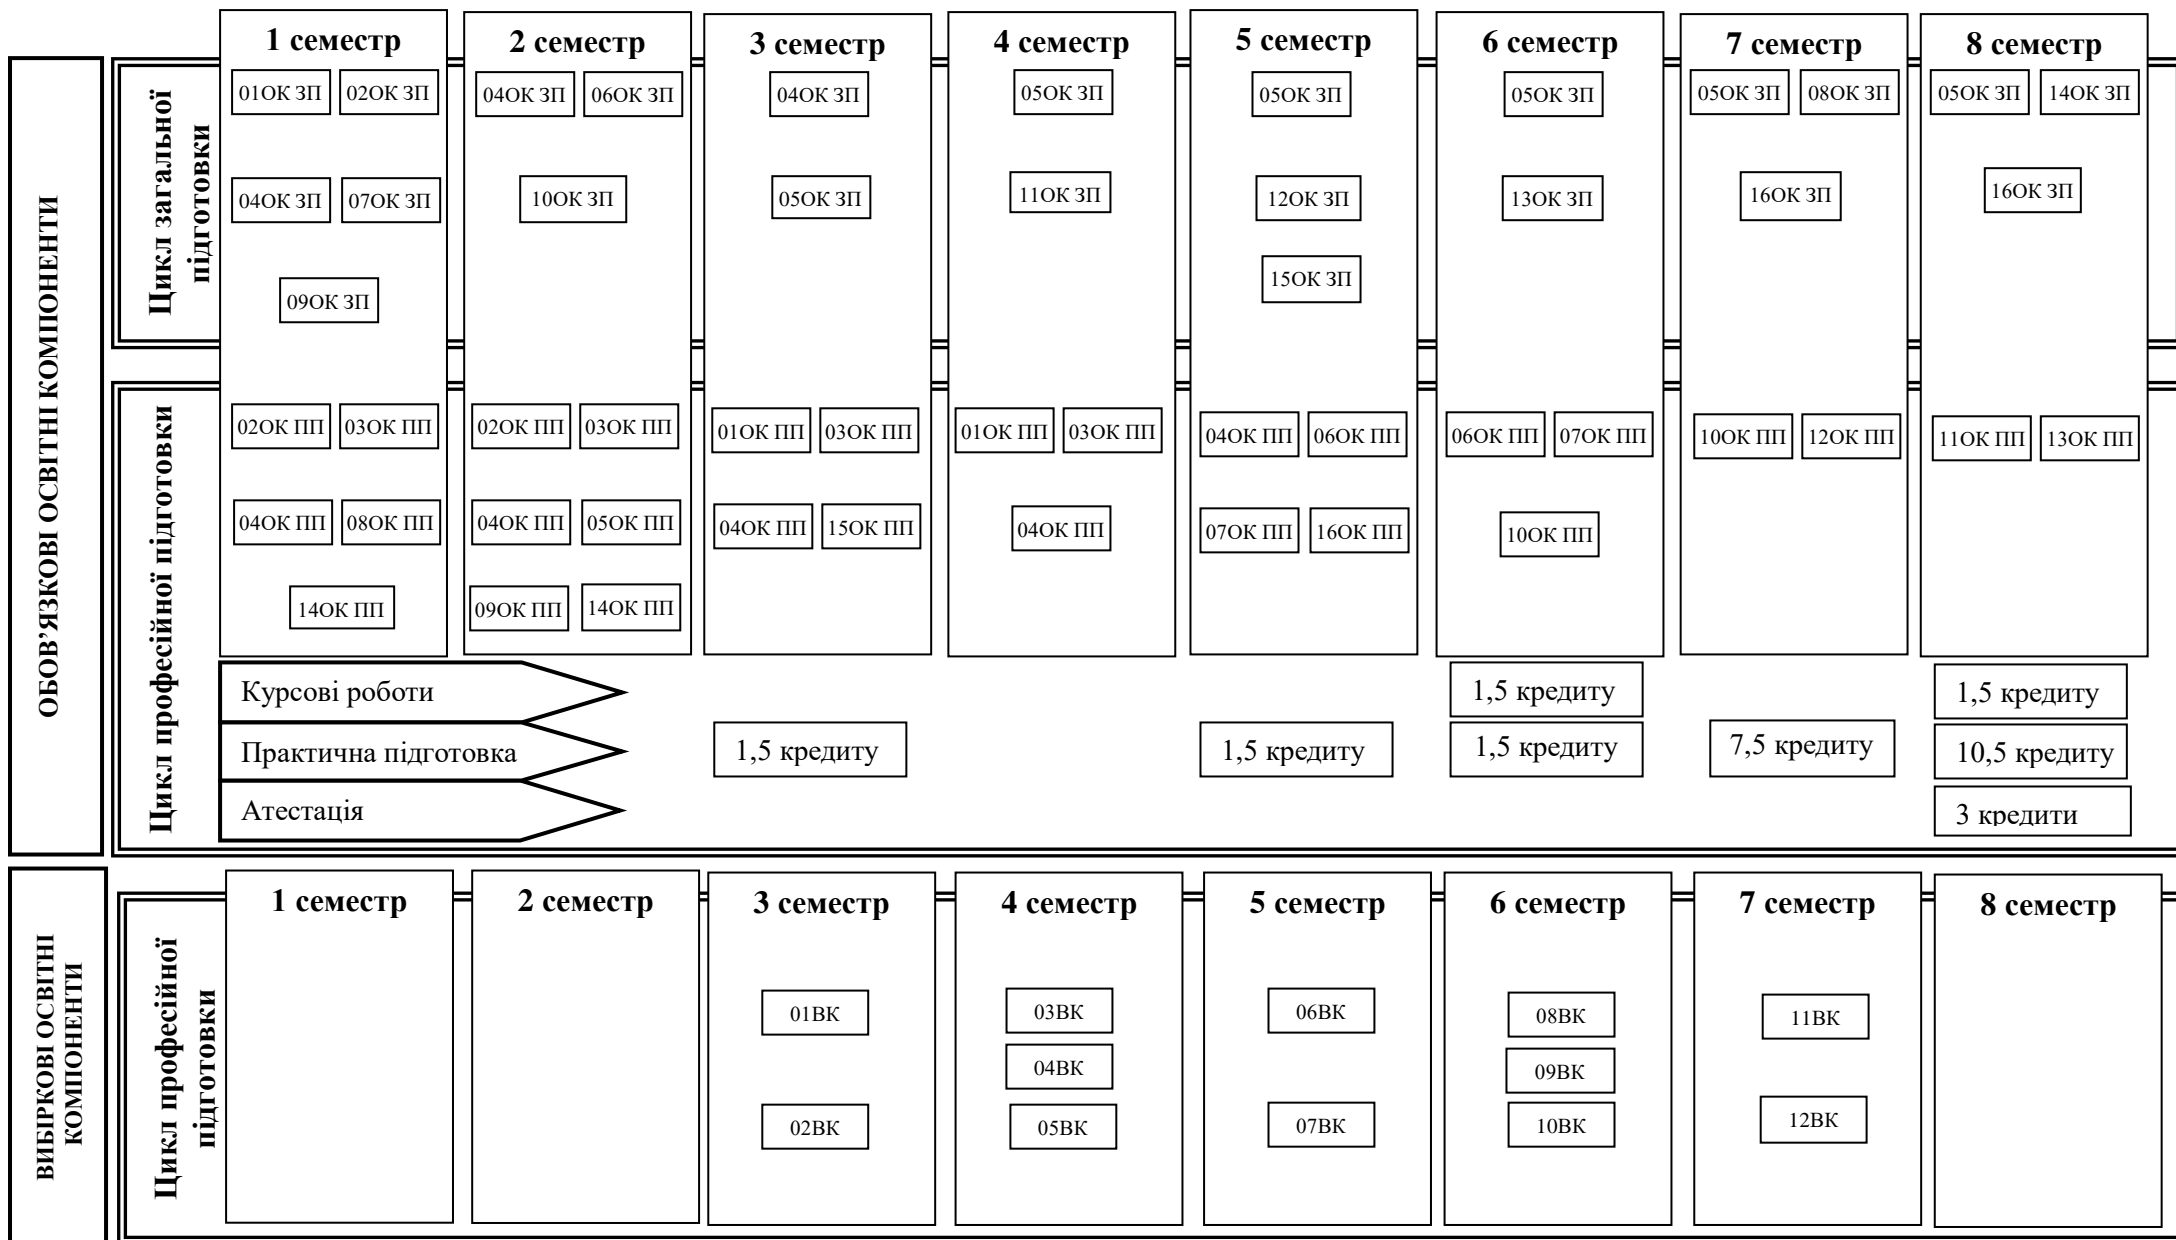 ОБОВ’ЯЗКОВІ ОСВІТНІ КОМПОНЕНТИ
Цикл загальної
підготовки
1 семестр
2 семестр
3 семестр
4 семестр
5 семестр
6 семестр
7 семестр
8 семестр
01ОК ЗП 02ОК ЗП
04ОК ЗП 06ОК ЗП
04ОК ЗП
05ОК ЗП
05ОК ЗП
05ОК ЗП
05ОК ЗП 08ОК ЗП
05ОК ЗП 14ОК ЗП
04ОК ЗП 07ОК ЗП
10ОК ЗП
05ОК ЗП
11ОК ЗП
12ОК ЗП
13ОК ЗП
16ОК ЗП
16ОК ЗП
09ОК ЗП
15ОК ЗП
Цикл професійної підготовки
02ОК ПП 03ОК ПП
02ОК ПП 03ОК ПП
01ОК ПП 03ОК ПП
01ОК ПП 03ОК ПП
04ОК ПП 06ОК ПП
06ОК ПП 07ОК ПП
10ОК ПП 12ОК ПП
11ОК ПП 13ОК ПП
04ОК ПП 08ОК ПП
04ОК ПП 05ОК ПП
04ОК ПП 15ОК ПП
04ОК ПП
07ОК ПП 16ОК ПП
10ОК ПП
14ОК ПП
09ОК ПП 14ОК ПП
Курсові роботи
1,5 кредиту
1,5 кредиту
Практична підготовка
1,5 кредиту
1,5 кредиту
1,5 кредиту
7,5 кредиту
10,5 кредиту
Атестація
3 кредити
ВИБІРКОВІ ОСВІТНІ
КОМПОНЕНТИ
Цикл професійної
підготовки
1 семестр
2 семестр
3 семестр
4 семестр
5 семестр
6 семестр
7 семестр
8 семестр
01ВК
03ВК
06ВК
08ВК
11ВК
04ВК
09ВК
02ВК
05ВК
07ВК
10ВК
12ВК